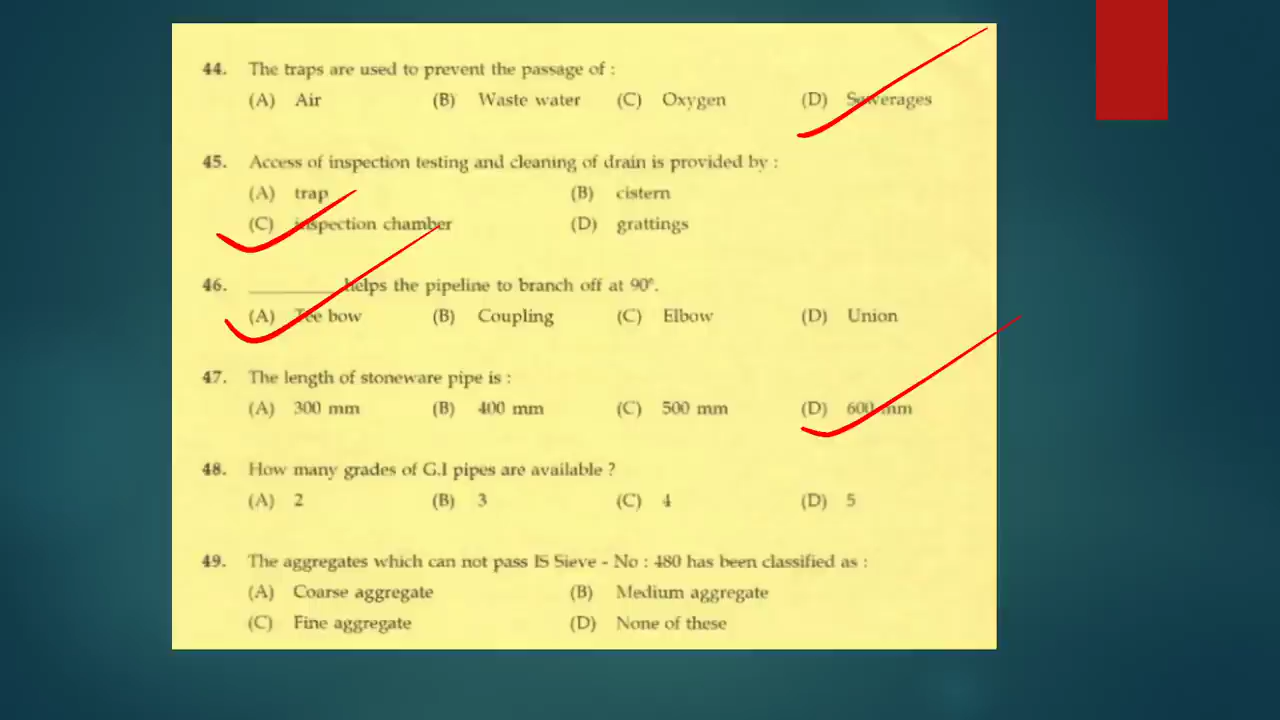 44. The traps are used to prevent the passage of :
(A) Air (B) Waste water (C) Oxygen (D) Sewerages
45. Access of inspection testing and cleaning of drain is provided by :
(A) trap (B) cistern
(C) inspection chamber (D) grattings
46. ________ helps the pipeline to branch off at 90°.
(A) Tee bow (B) Coupling (C) Elbow (D) Union
47. The length of stoneware pipe is :
(A) 300 mm (B) 400 mm (C) 500 mm (D) 600 mm
48. How many grades of G.I pipes are available ?
(A) 2 (B) 3 (C) 4 (D) 5
49. The aggregates which can not pass IS Sieve - No : 480 has been classified as :
(A) Coarse aggregate (B) Medium aggregate
(C) Fine aggregate (D) None of these